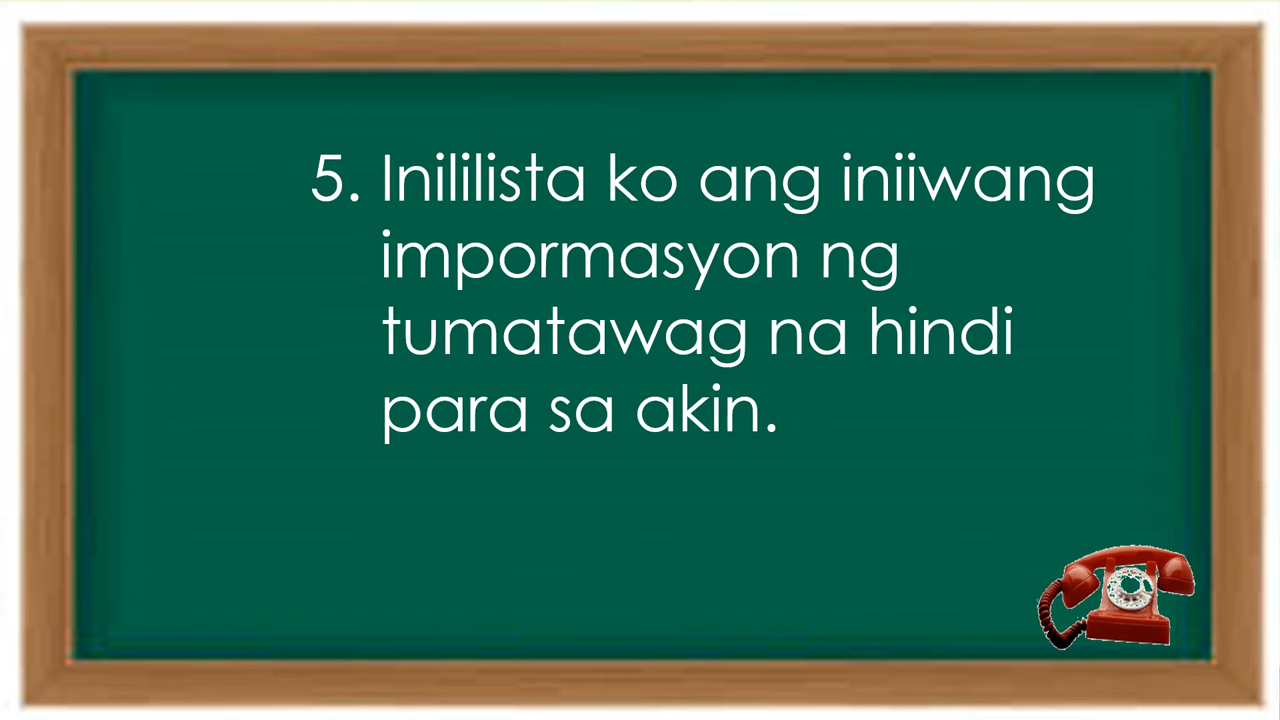 5. Inililista ko ang iniiwang
impormasyon ng
tumatawag na hindi
para sa akin.